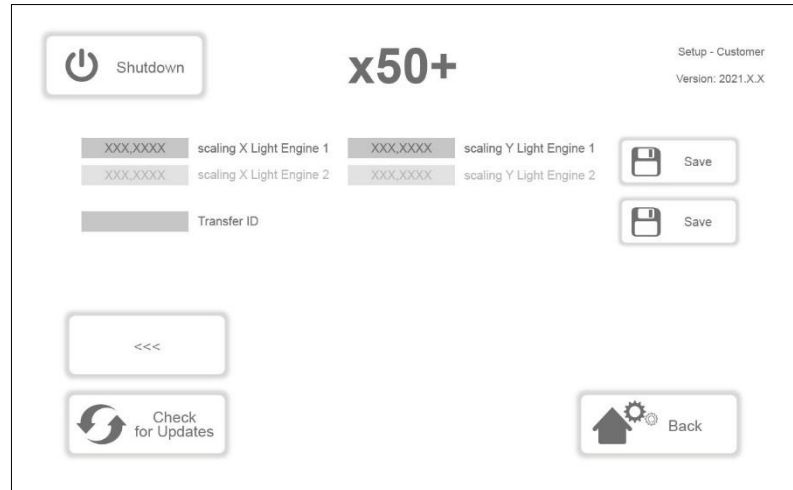 Shutdown
x50+
Setup - Customer
Version: 2021.X.X
XXX,XXXX scaling X Light Engine 1 XXX,XXXX scaling Y Light Engine 1
Save
XXX,XXXX scaling X Light Engine 2 XXX,XXXX scaling Y Light Engine 2
Transfer ID
Save
<<<
Check
for Updates
Back